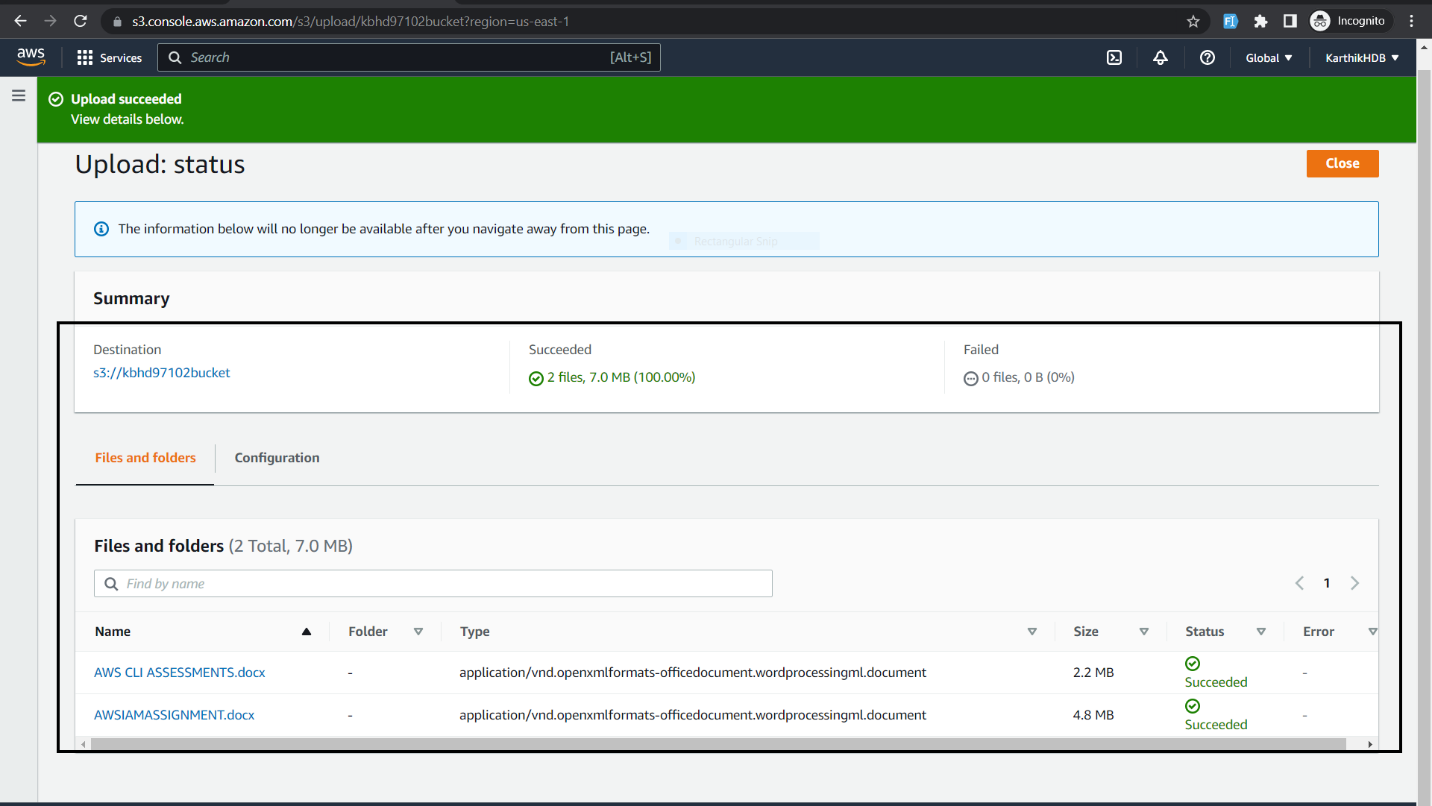 s3.console.aws.amazon.com/s3/upload/kbhd97102bucket?region=us-east-1
Incognito
aws
Services
Search
[Alt+S]
Global
KarthikHDB
Upload succeeded
View details below.
Upload: status
Close
The information below will no longer be available after you navigate away from this page.
Rectangular Snip
Summary
Destination
Succeeded
Failed
s3://kbhd97102bucket
2 files, 7.0 MB (100.00%)
0 files, 0 B (0%)
Files and folders
Configuration
Files and folders (2 Total, 7.0 MB)
Find by name
1
Name
Folder
Type
Size
Status
Error
AWS CLI ASSESSMENTS.docx
-
application/vnd.openxmlformats-officedocument.wordprocessingml.document
2.2 MB
Succeeded
-
AWSIAMASSIGNMENT.docx
-
application/vnd.openxmlformats-officedocument.wordprocessingml.document
4.8 MB
Succeeded
-